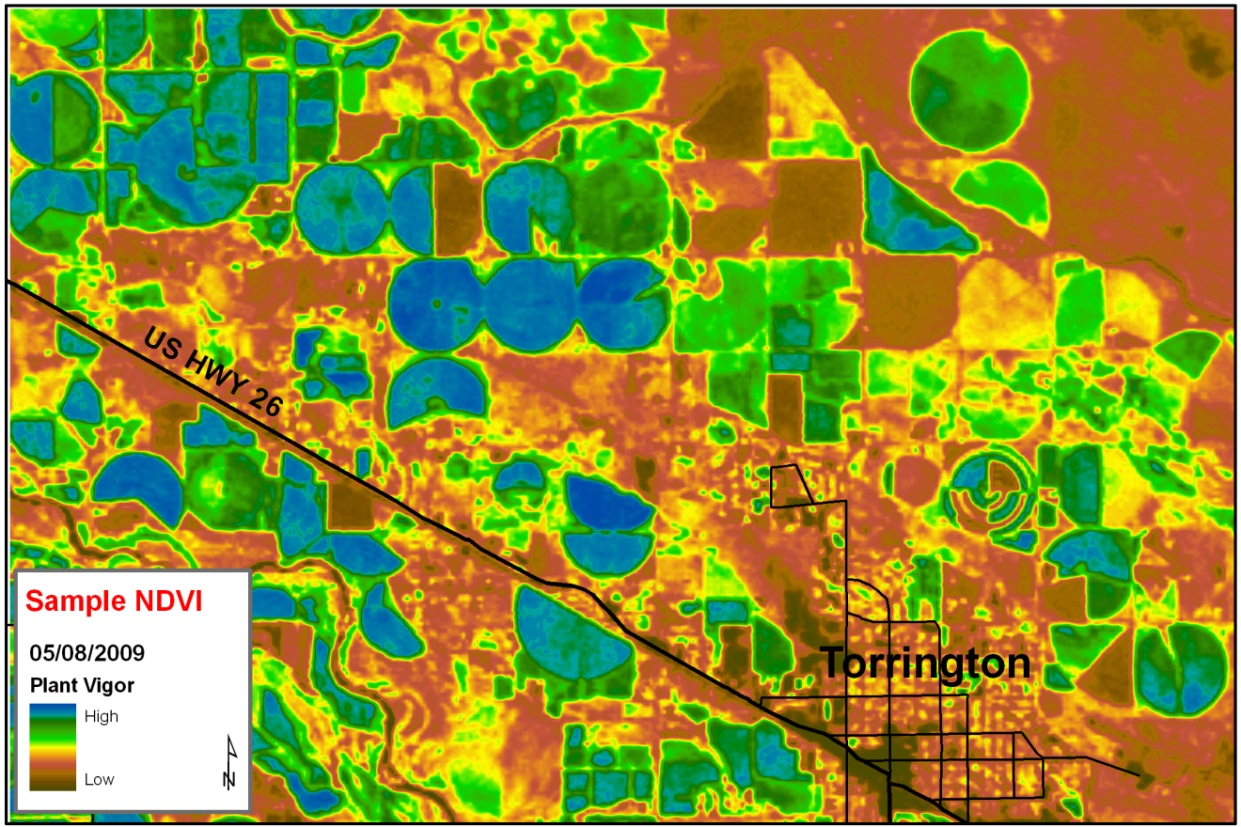 US HWY 26
Torrington
Sample NDVI
05/08/2009
Plant Vigor
High
Low
N